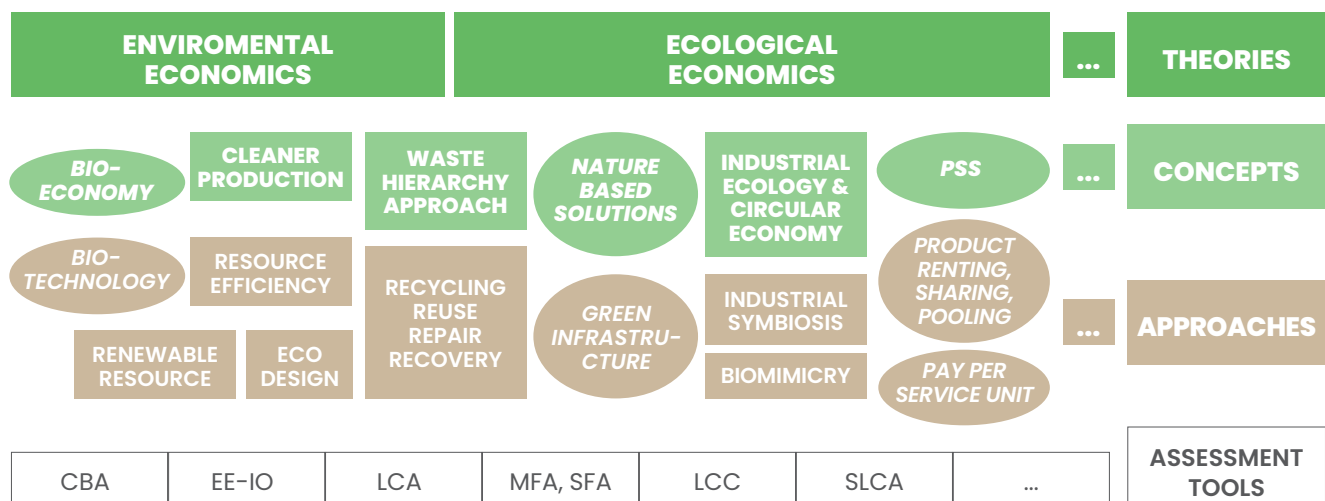 ENVIROMENTAL
ECONOMICS
ECOLOGICAL
ECONOMICS
...
THEORIES
BIO-
ECONOMY
CLEANER
PRODUCTION
WASTE
HIERARCHY
APPROACH
NATURE
BASED
SOLUTIONS
INDUSTRIAL
ECOLOGY &
CIRCULAR
ECONOMY
PSS
...
CONCEPTS
BIO-
TECHNOLOGY
RESOURCE
EFFICIENCY
RENEWABLE
RESOURCE
ECO
DESIGN
RECYCLING
REUSE
REPAIR
RECOVERY
GREEN
INFRASTRU-
CTURE
INDUSTRIAL
SYMBIOSIS
BIOMIMICRY
PRODUCT
RENTING,
SHARING,
POOLING
PAY PER
SERVICE UNIT
...
APPROACHES
CBA
EE-IO
LCA
MFA, SFA
LCC
SLCA
...
ASSESSMENT
TOOLS